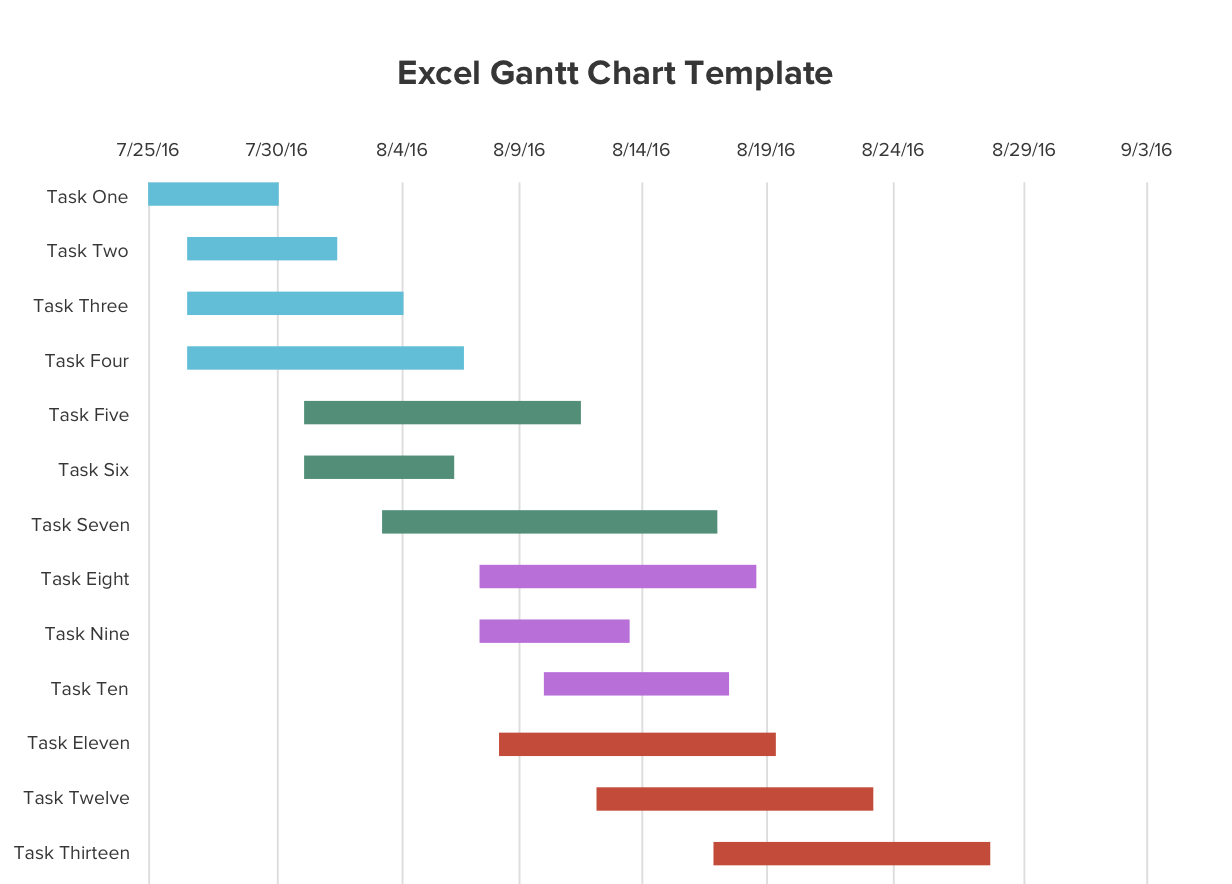 Excel Gantt Chart Template
7/25/16 7/30/16 8/4/16 8/9/16 8/14/16 8/19/16 8/24/16 8/29/16 9/3/16
Task One
Task Two
Task Three
Task Four
Task Five
Task Six
Task Seven
Task Eight
Task Nine
Task Ten
Task Eleven
Task Twelve
Task Thirteen